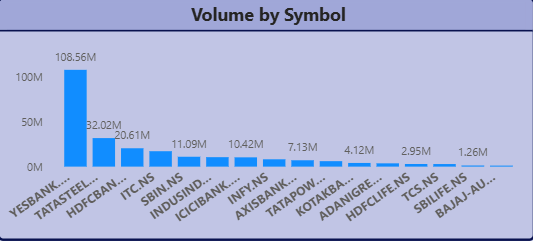 Volume by Symbol
108.56M
100M
32.02M
20.61M
11.09M
10.42M
7.13M
4.12M
2.95M
1.26M
50M
0M
YESBANK....
TATASTEEL...
HDFCBAN...
ITC.NS
SBIN.NS
INDUSIND...
ICICIBANK....
INFY.NS
AXISBANK...
TATAPOW...
KOTAKBA...
ADANIGRE...
HDFCLIFE.NS
TCS.NS
SBILIFE.NS
BAJAJ-AU...